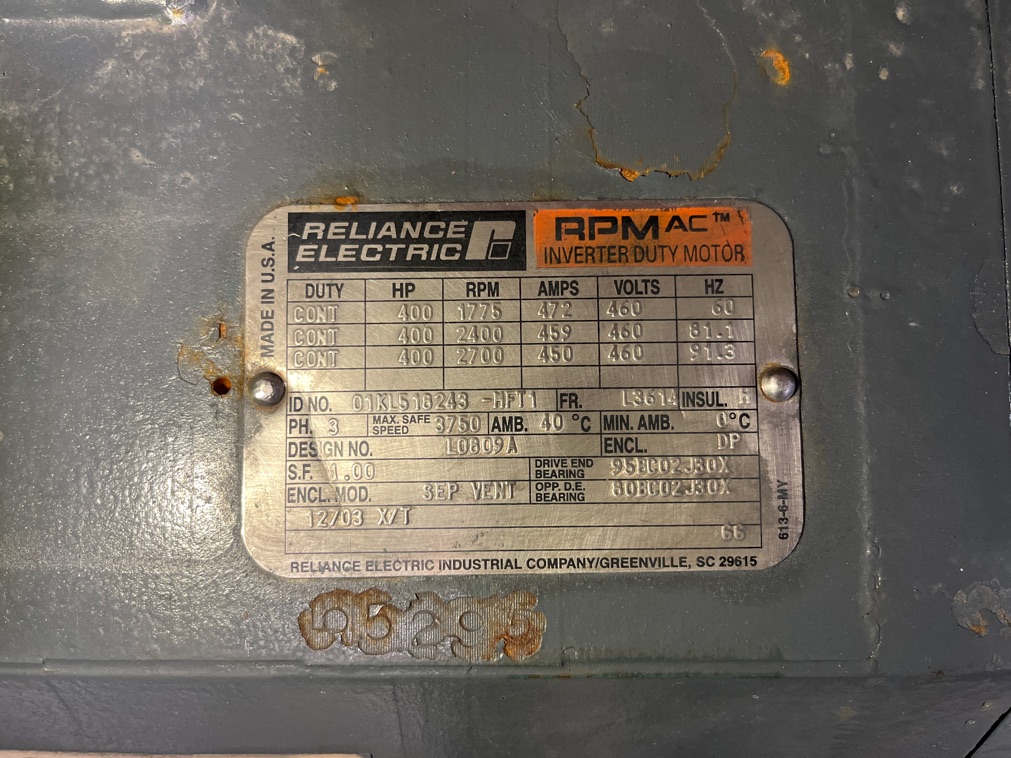 RELIANCE
ELECTRIC
RPM AC™
INVERTER DUTY MOTOR
MADE IN U.S.A.
DUTY HP RPM AMPS VOLTS HZ
CONT 400 1775 472 460 60
CONT 400 2400 459 460 81.1
CONT 400 2700 450 460 91.3
ID NO. 01KL518243 -HFT1 FR. L3614 INSUL. H
PH. 3 MAX. SAFE SPEED 3750 AMB. 40 °C MIN. AMB. 0°C
DESIGN NO. L0809A ENCL. DP
S.F. 1.00 DRIVE END BEARING 95BC02J30X
ENCL. MOD. SEP VENT OPP. D.E. BEARING 80BC02J30X
12/03 X/T
66
613-6-MY
RELIANCE ELECTRIC INDUSTRIAL COMPANY/GREENVILLE, SC 29615